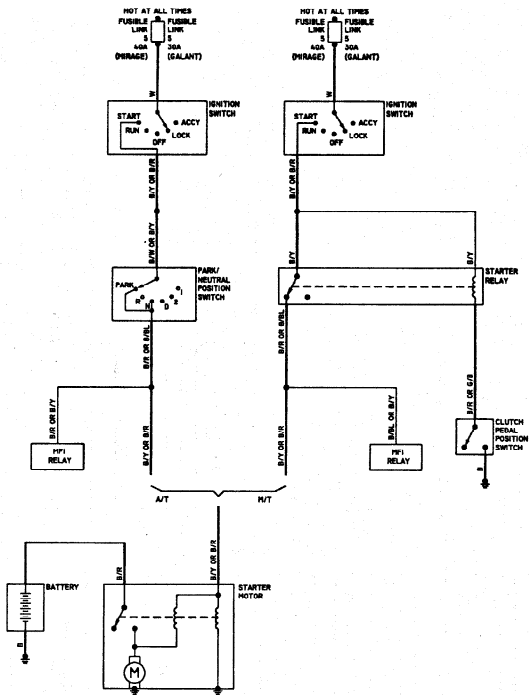 HOT AT ALL TIMES
FUSIBLE LINK 5 40A (MIRAGE)
FUSIBLE LINK 5 30A (GALANT)
W
IGNITION SWITCH
START
RUN
OFF
LOCK
ACCY
B/Y OR B/R
B/W OR B/Y
PARK/ NEUTRAL POSITION SWITCH
PARK
R
N
D
2
1
B/R OR B/BL
B/R OR B/Y
MFI RELAY
B/Y OR B/R
A/T
HOT AT ALL TIMES
FUSIBLE LINK 5 40A (MIRAGE)
FUSIBLE LINK 5 30A (GALANT)
W
IGNITION SWITCH
START
RUN
OFF
LOCK
ACCY
B/Y OR B/R
B/Y
B/Y
STARTER RELAY
B/R OR B/BL
B/R OR G/B
B/BL OR B/Y
MFI RELAY
CLUTCH PEDAL POSITION SWITCH
B
B/Y OR B/R
M/T
B/Y OR B/R
B/R
BATTERY
B
STARTER MOTOR
M